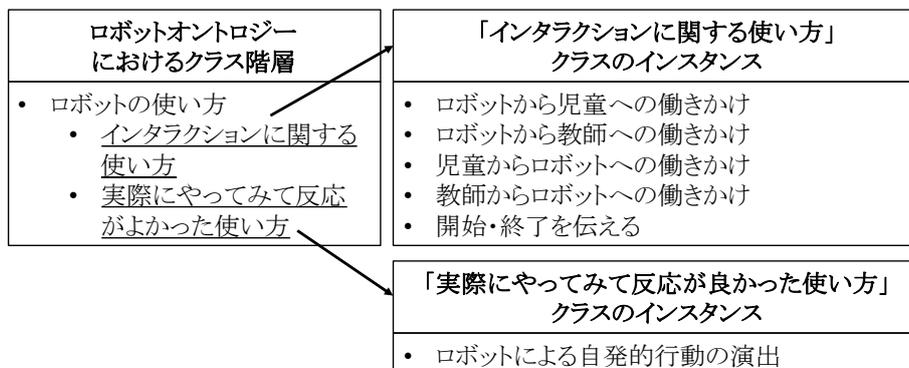 ロボットオントロジー
におけるクラス階層
• ロボットの使い方
• インタラクションに関する
使い方
• 実際にやってみて反応
がよかった使い方
「インタラクションに関する使い方」
クラスのインスタンス
• ロボットから児童への働きかけ
• ロボットから教師への働きかけ
• 児童からロボットへの働きかけ
• 教師からロボットへの働きかけ
• 開始・終了を伝える
「実際にやってみて反応が良かった使い方」
クラスのインスタンス
• ロボットによる自発的行動の演出